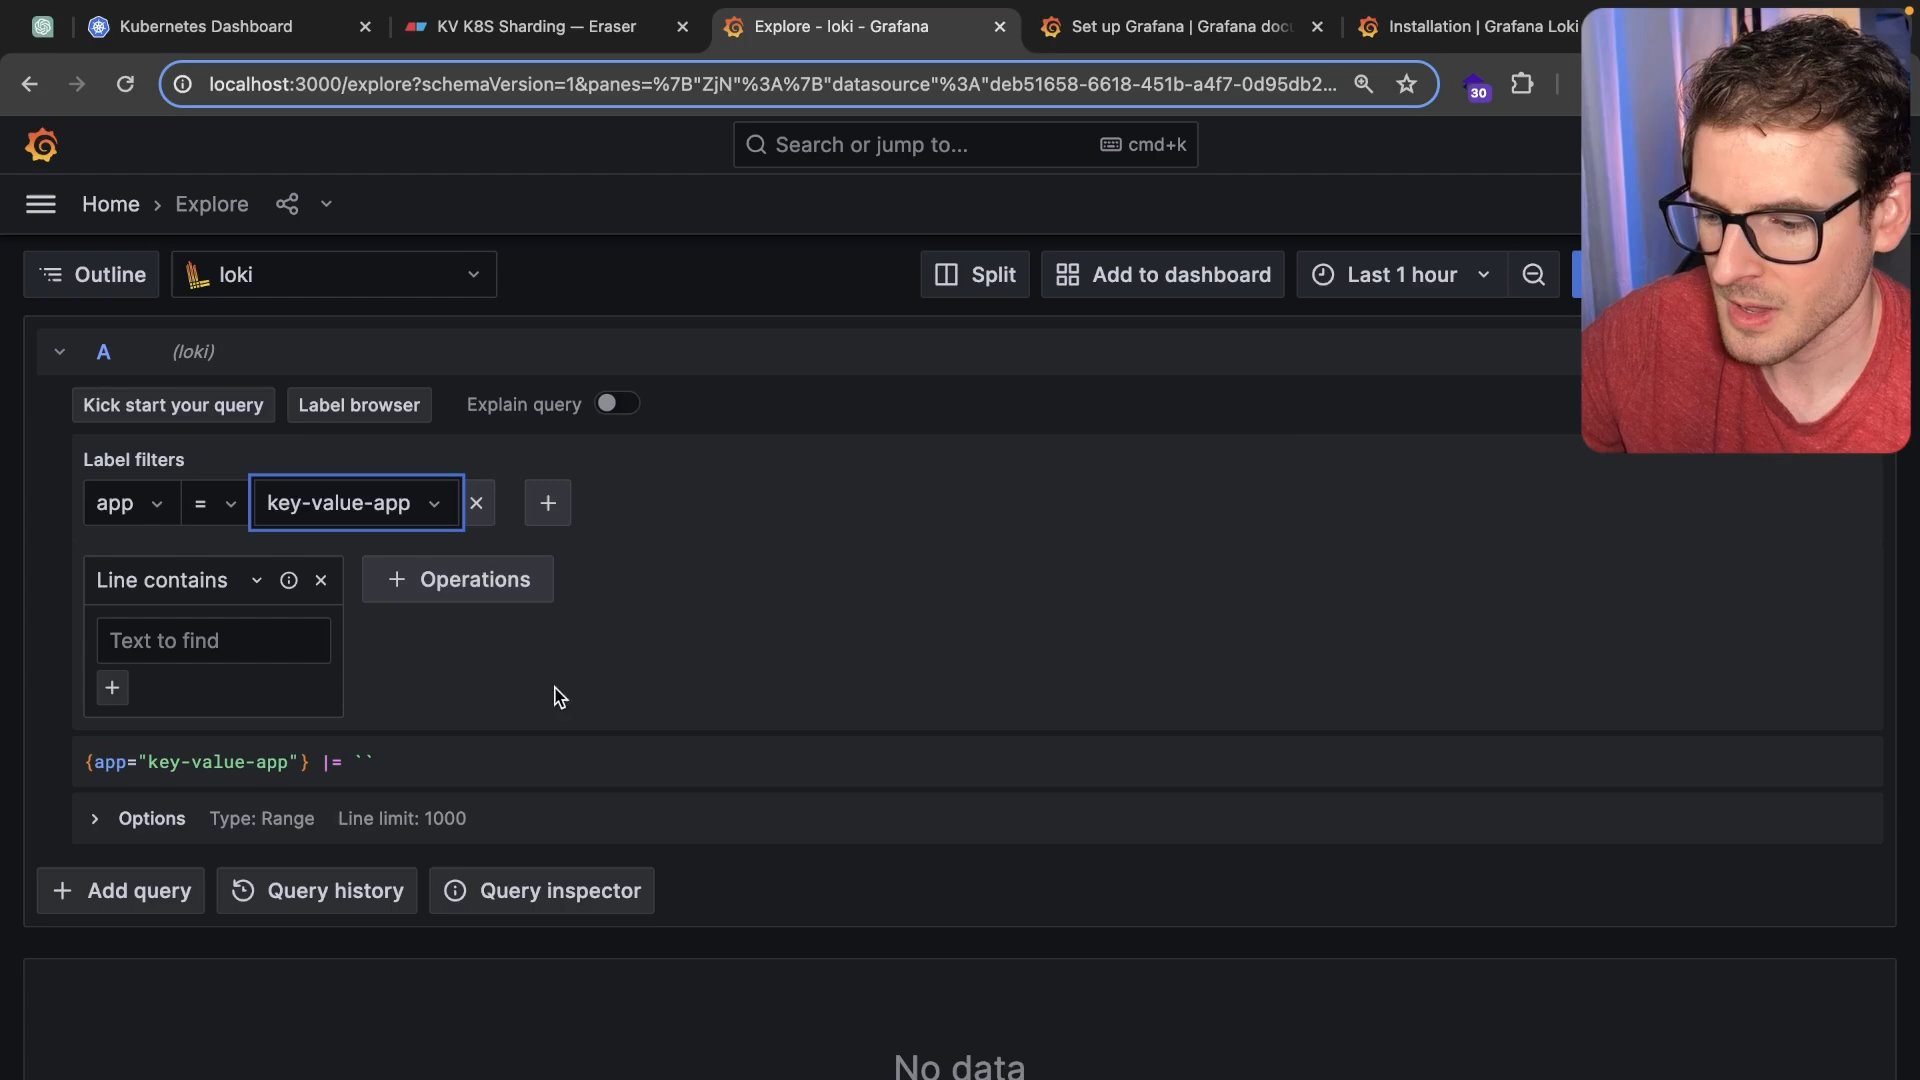 Kubernetes Dashboard
KV K8S Sharding — Eraser
Explore - loki - Grafana
Set up Grafana | Grafana doc
Installation | Grafana Loki
localhost:3000/explore?schemaVersion=1&panes=%7B"ZjN"%3A%7B"datasource"%3A"deb51658-6618-451b-a4f7-0d95db2...
30
Search or jump to...
cmd+k
Home
Explore
Outline
loki
Split
Add to dashboard
Last 1 hour
A
(loki)
Kick start your query
Label browser
Explain query
Label filters
app
=
key-value-app
Line contains
Operations
Text to find
{app="key-value-app"} |= ``
Options
Type: Range
Line limit: 1000
Add query
Query history
Query inspector
No data